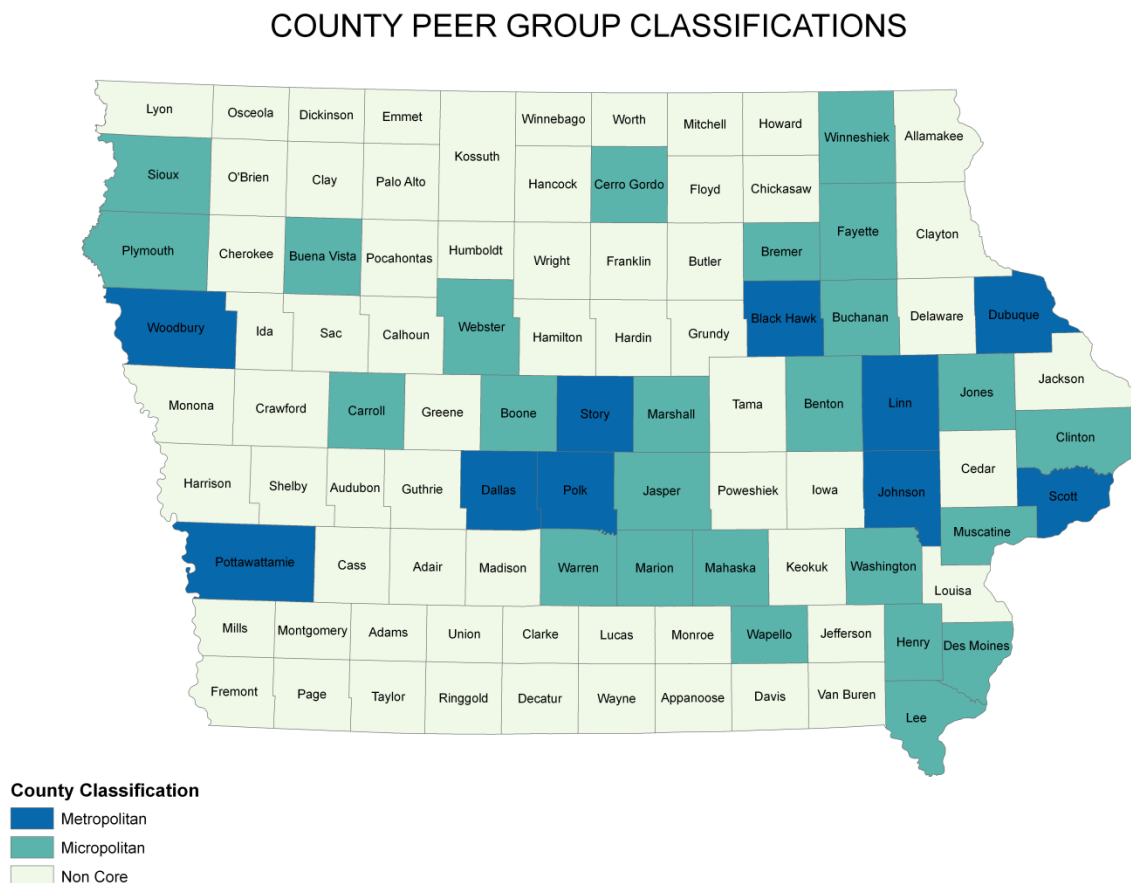 COUNTY PEER GROUP CLASSIFICATIONS
Lyon
Osceola
Dickinson
Emmet
Kossuth
Winnebago
Worth
Mitchell
Howard
Winneshiek
Allamakee
Sioux
O'Brien
Clay
Palo Alto
Hancock
Cerro Gordo
Floyd
Chickasaw
Plymouth
Cherokee
Buena Vista
Pocahontas
Humboldt
Wright
Franklin
Butler
Bremer
Fayette
Clayton
Woodbury
Ida
Sac
Calhoun
Webster
Hamilton
Hardin
Grundy
Black Hawk
Buchanan
Delaware
Dubuque
Monona
Crawford
Carroll
Greene
Boone
Story
Marshall
Tama
Benton
Linn
Jones
Jackson
Clinton
Harrison
Shelby
Audubon
Guthrie
Dallas
Polk
Jasper
Poweshiek
Iowa
Johnson
Cedar
Scott
Muscatine
Pottawattamie
Cass
Adair
Madison
Warren
Marion
Mahaska
Keokuk
Washington
Louisa
Mills
Montgomery
Adams
Union
Clarke
Lucas
Monroe
Wapello
Jefferson
Henry
Des Moines
Fremont
Page
Taylor
Ringgold
Decatur
Wayne
Appanoose
Davis
Van Buren
Lee
County Classification
Metropolitan
Micropolitan
Non Core